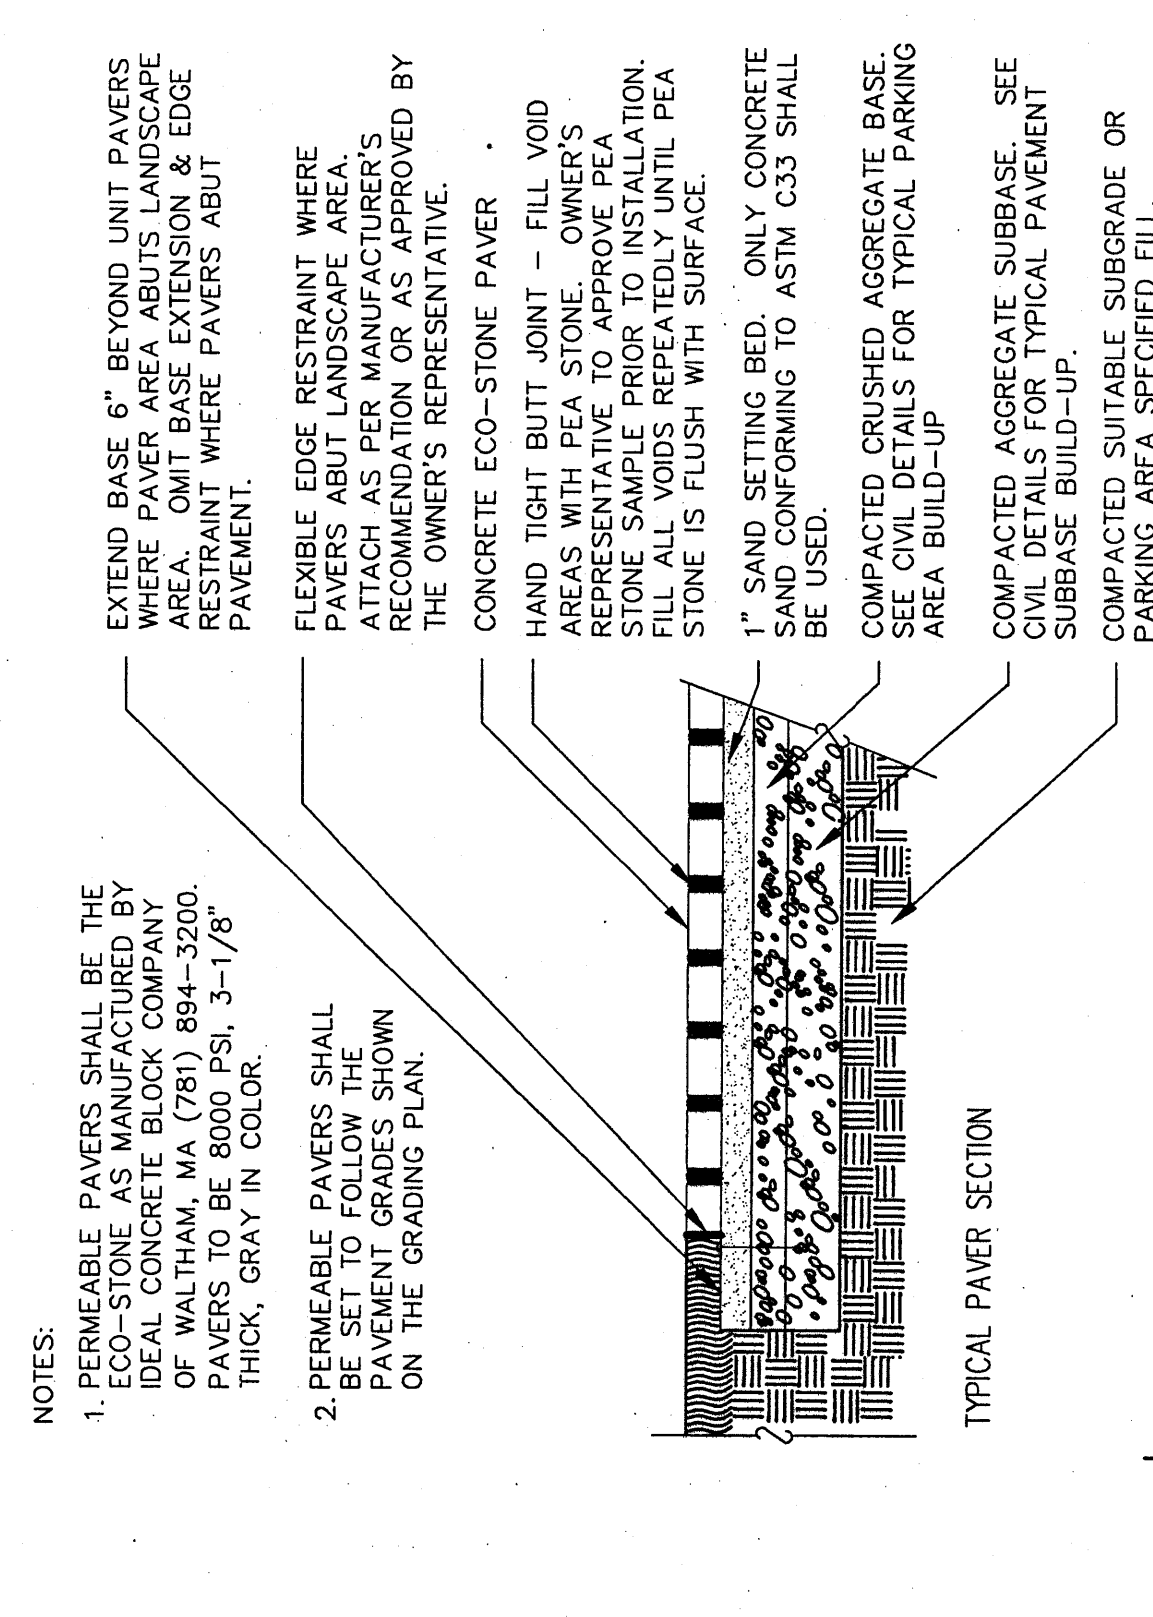 NOTES:
1. PERMEABLE PAVERS SHALL BE THE
ECO-STONE AS MANUFACTURED BY
IDEAL CONCRETE BLOCK COMPANY
OF WALTHAM, MA (781) 894-3200.
PAVERS TO BE 8000 PSI, 3-1/8"
THICK, GRAY IN COLOR.
2. PERMEABLE PAVERS SHALL
BE SET TO FOLLOW THE
PAVEMENT GRADES SHOWN
ON THE GRADING PLAN.
EXTEND BASE 6" BEYOND UNIT PAVERS
WHERE PAVER AREA ABUTS LANDSCAPE
AREA. OMIT BASE EXTENSION & EDGE
RESTRAINT WHERE PAVERS ABUT
PAVEMENT.
FLEXIBLE EDGE RESTRAINT WHERE
PAVERS ABUT LANDSCAPE AREA.
ATTACH AS PER MANUFACTURER'S
RECOMMENDATION OR AS APPROVED BY
THE OWNER'S REPRESENTATIVE.
CONCRETE ECO-STONE PAVER
HAND TIGHT BUTT JOINT - FILL VOID
AREAS WITH PEA STONE. OWNER'S
REPRESENTATIVE TO APPROVE PEA
STONE SAMPLE PRIOR TO INSTALLATION.
FILL ALL VOIDS REPEATEDLY UNTIL PEA
STONE IS FLUSH WITH SURFACE.
1" SAND SETTING BED. ONLY CONCRETE
SAND CONFORMING TO ASTM C33 SHALL
BE USED.
COMPACTED CRUSHED AGGREGATE BASE.
SEE CIVIL DETAILS FOR TYPICAL PARKING
AREA BUILD-UP
COMPACTED AGGREGATE SUBBASE. SEE
CIVIL DETAILS FOR TYPICAL PAVEMENT
SUBBASE BUILD-UP.
COMPACTED SUITABLE SUBGRADE OR
PARKING AREA SPECIFIED FILL.
TYPICAL PAVER SECTION